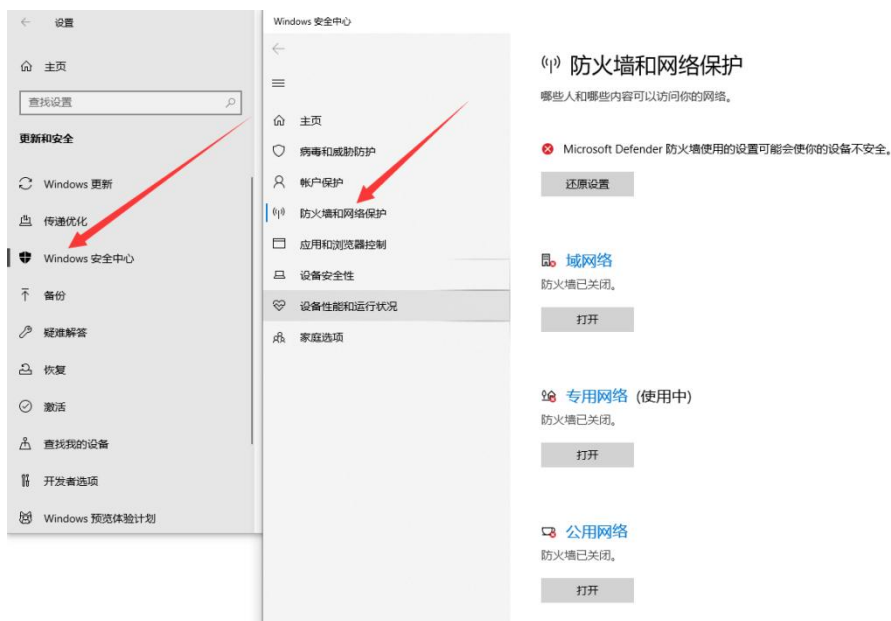 设置
主页
查找设置
更新和安全
Windows 更新
传递优化
Windows 安全中心
备份
疑难解答
恢复
激活
查找我的设备
开发者选项
Windows 预览体验计划
Windows 安全中心
主页
病毒和威胁防护
帐户保护
防火墙和网络保护
应用和浏览器控制
设备安全性
设备性能和运行状况
家庭选项
防火墙和网络保护
哪些人和哪些内容可以访问你的网络。
Microsoft Defender 防火墙使用的设置可能会使你的设备不安全。
还原设置
域网络
防火墙已关闭。
打开
专用网络 (使用中)
防火墙已关闭。
打开
公用网络
防火墙已关闭。
打开